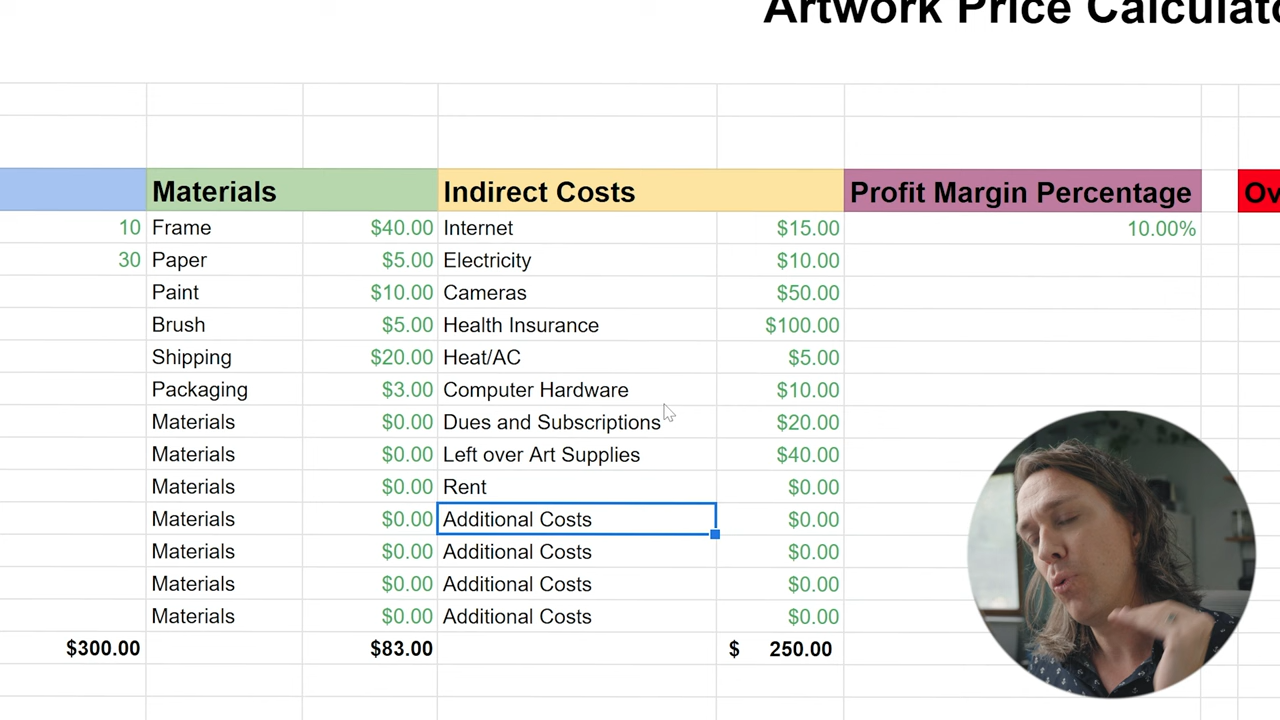 Artwork Price Calculato
Materials Indirect Costs Profit Margin Percentage Ov
10 Frame $40.00 Internet $15.00 10.00%
30 Paper $5.00 Electricity $10.00
Paint $10.00 Cameras $50.00
Brush $5.00 Health Insurance $100.00
Shipping $20.00 Heat/AC $5.00
Packaging $3.00 Computer Hardware $10.00
Materials $0.00 Dues and Subscriptions $20.00
Materials $0.00 Left over Art Supplies $40.00
Materials $0.00 Rent $0.00
Materials $0.00 Additional Costs $0.00
Materials $0.00 Additional Costs $0.00
Materials $0.00 Additional Costs $0.00
Materials $0.00 Additional Costs $0.00
$300.00 $83.00 $ 250.00